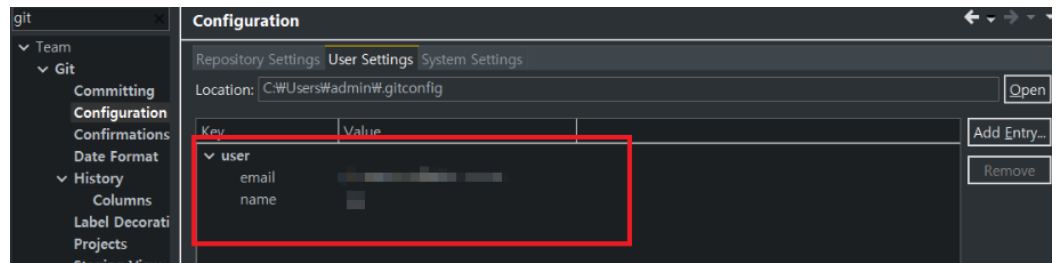 git
Team
Git
Committing
Configuration
Confirmations
Date Format
History
Columns
Label Decorati
Projects
Configuration
Repository Settings User Settings System Settings
Location: C:₩Users₩admin₩.gitconfig Open
Key Value Add Entry...
user
email Remove
name